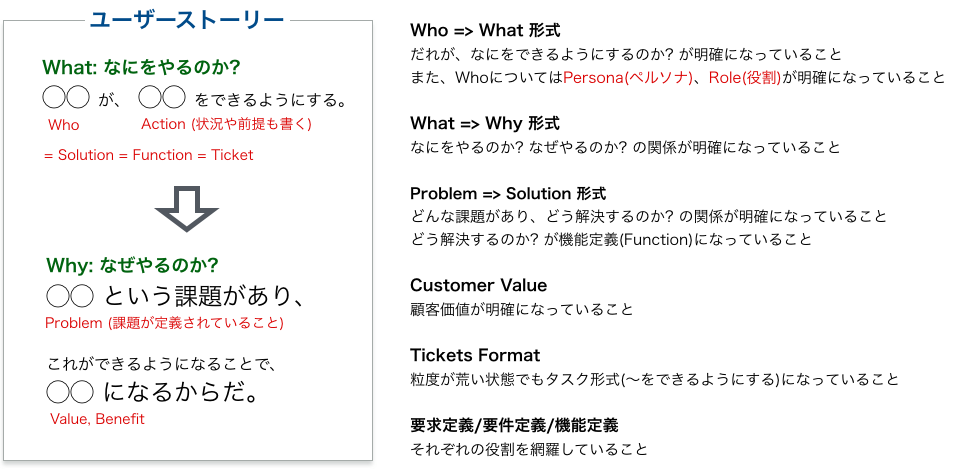 ユーザーストーリー
What: なにをやるのか?
◯◯ が、 ◯◯ をできるようにする。
Who Action (状況や前提も書く)
= Solution = Function = Ticket
Why: なぜやるのか?
◯◯ という課題があり、
Problem (課題が定義されていること)
これができるようになることで、
◯◯ になるからだ。
Value, Benefit
Who => What 形式
だれが、なにをできるようにするのか? が明確になっていること
また、WhoについてはPersona(ペルソナ)、Role(役割)が明確になっていること
What => Why 形式
なにをやるのか? なぜやるのか? の関係が明確になっていること
Problem => Solution 形式
どんな課題があり、どう解決するのか? の関係が明確になっていること
どう解決するのか? が機能定義(Function)になっていること
Customer Value
顧客価値が明確になっていること
Tickets Format
粒度が荒い状態でもタスク形式(〜をできるようにする)になっていること
要求定義/要件定義/機能定義
それぞれの役割を網羅していること